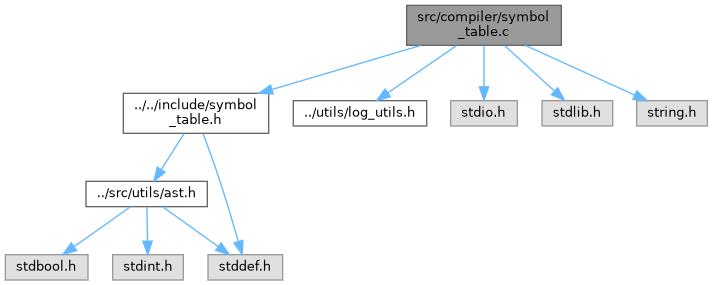 src/compiler/symbol
_table.c
../../include/symbol
_table.h
../utils/log_utils.h
stdio.h
stdlib.h
string.h
../src/utils/ast.h
stdbool.h
stdint.h
stddef.h